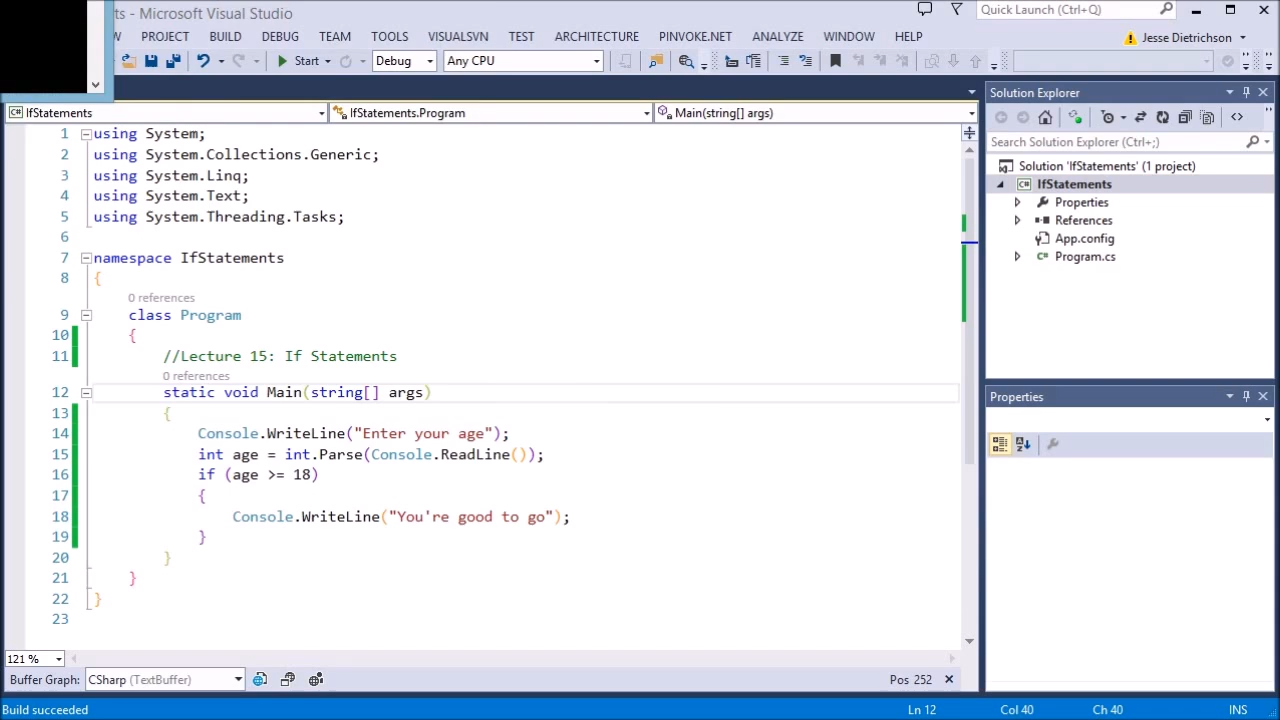 ts - Microsoft Visual Studio
Quick Launch (Ctrl+Q)
W PROJECT BUILD DEBUG TEAM TOOLS VISUALSVN TEST ARCHITECTURE PINVOKE.NET ANALYZE WINDOW HELP
Jesse Dietrichson
Start Debug Any CPU
IfStatements IfStatements.Program Main(string[] args)
1 using System;
2 using System.Collections.Generic;
3 using System.Linq;
4 using System.Text;
5 using System.Threading.Tasks;
6
7 namespace IfStatements
8 {
0 references
9 class Program
10 {
11 //Lecture 15: If Statements
0 references
12 static void Main(string[] args)
13 {
14 Console.WriteLine("Enter your age");
15 int age = int.Parse(Console.ReadLine());
16 if (age >= 18)
17 {
18 Console.WriteLine("You're good to go");
19 }
20 }
21 }
22 }
23
121 %
Buffer Graph: CSharp (TextBuffer) Pos 252
Solution Explorer
Search Solution Explorer (Ctrl+;)
Solution 'IfStatements' (1 project)
IfStatements
Properties
References
App.config
Program.cs
Properties
Build succeeded Ln 12 Col 40 Ch 40 INS